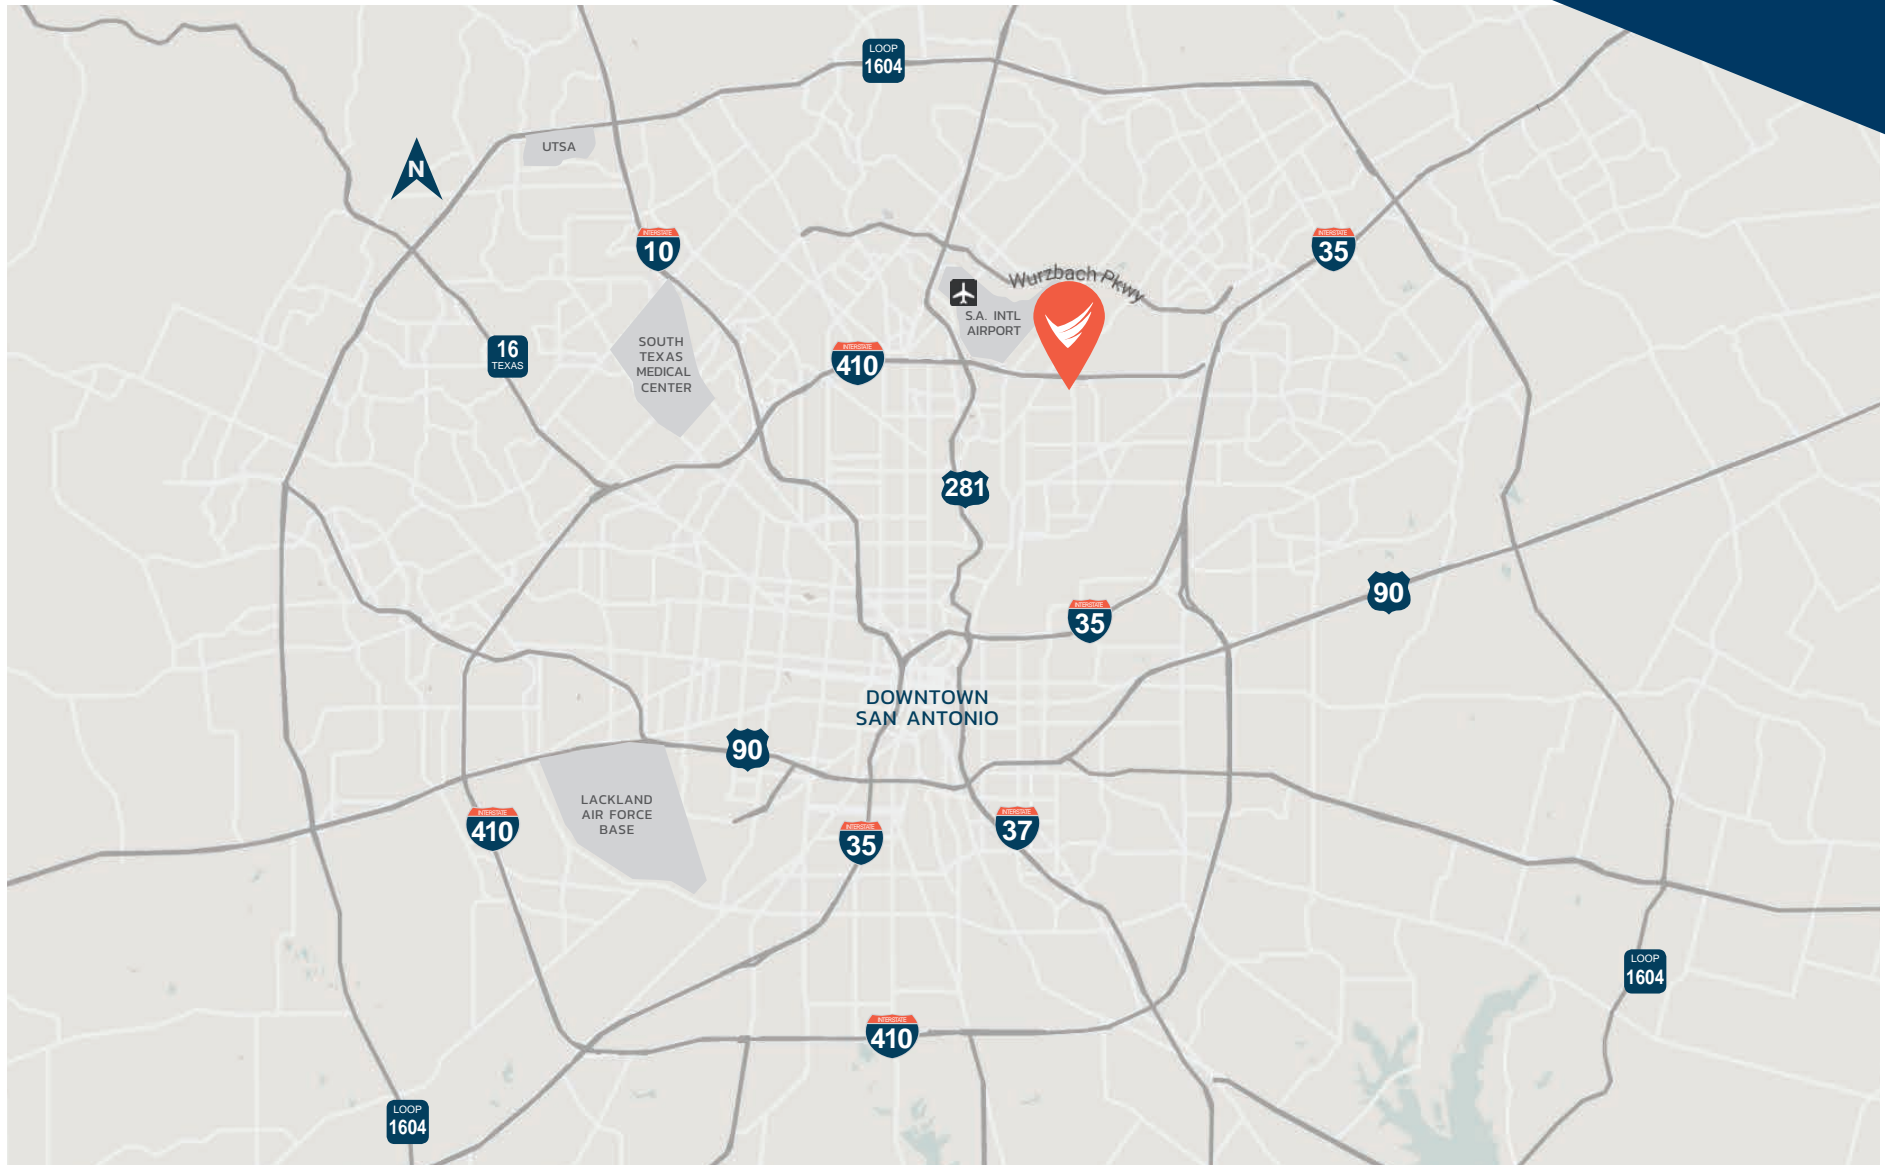 LOOP
1604
UTSA
N
INTERSTATE
10
INTERSTATE
35
Wurzbach Pkwy
S.A. INTL
AIRPORT
16
TEXAS
SOUTH
TEXAS
MEDICAL
CENTER
INTERSTATE
410
281
90
INTERSTATE
35
DOWNTOWN
SAN ANTONIO
90
LACKLAND
AIR FORCE
BASE
INTERSTATE
410
INTERSTATE
35
INTERSTATE
37
LOOP
1604
INTERSTATE
410
LOOP
1604